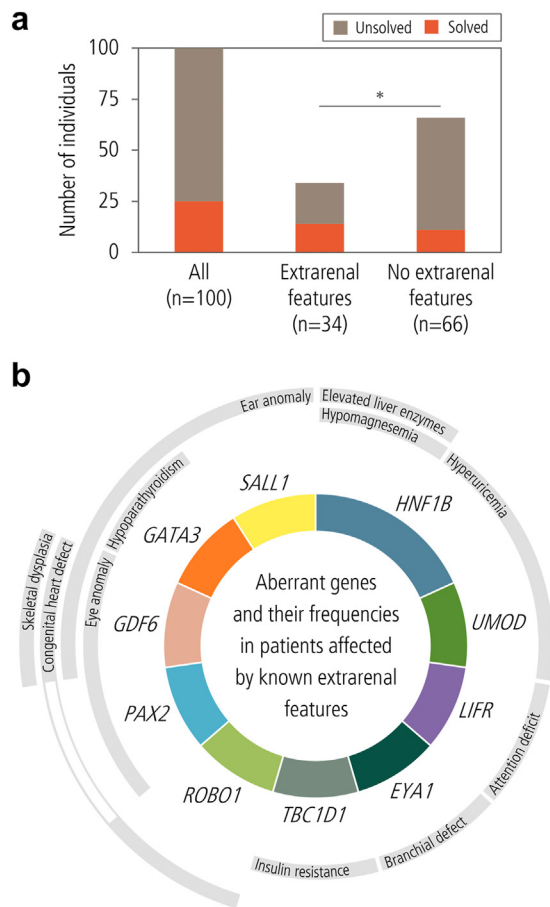 a
Unsolved Solved
Number of individuals
100
75
50
25
0
*
All
(n=100)
Extrarenal
features
(n=34)
No extrarenal
features
(n=66)
b
Ear anomaly
Elevated liver enzymes
Hypomagnesemia
Hyperuricemia
Hypoparathyroidism
Eye anomaly
Congenital heart defect
Skeletal dysplasia
Attention deficit
Branchial defect
Insulin resistance
SALL1
HNF1B
GATA3
UMOD
GDF6
LIFR
PAX2
EYA1
ROBO1
TBC1D1
Aberrant genes
and their frequencies
in patients affected
by known extrarenal
features